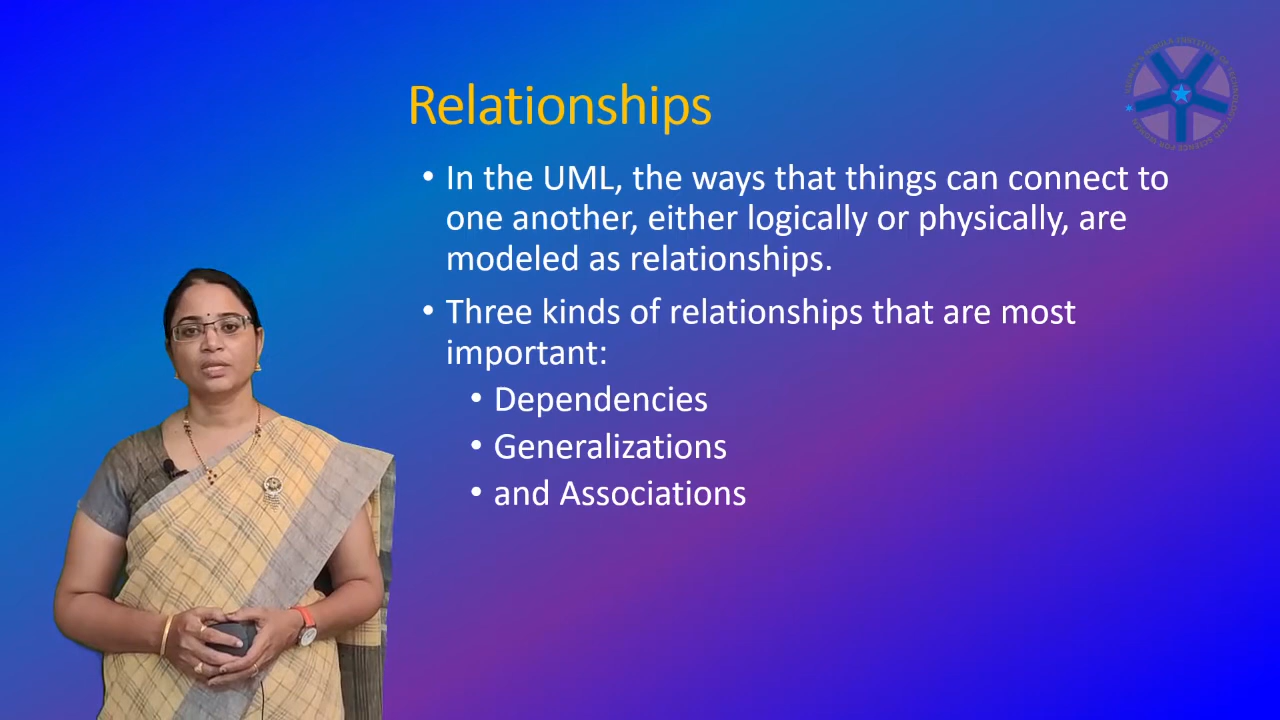 Relationships
• In the UML, the ways that things can connect to
one another, either logically or physically, are
modeled as relationships.
• Three kinds of relationships that are most
important:
• Dependencies
• Generalizations
• and Associations